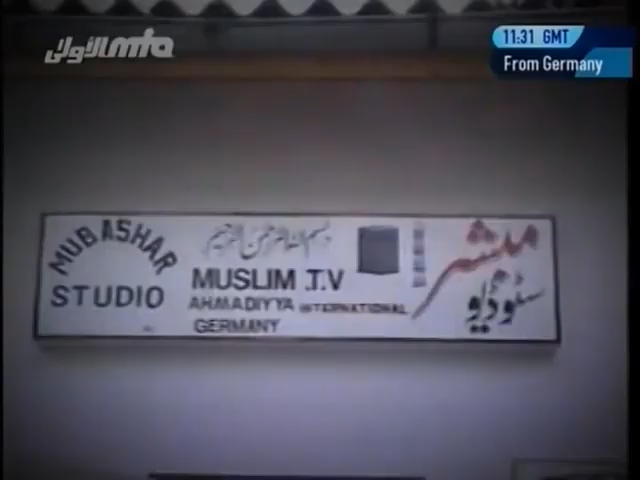 mta الأولى
11:31 GMT
From Germany
MUBASHAR
STUDIO
بسم الله الرحمن الرحيم
MUSLIM .T.V
AHMADIYYA INTERNATIONAL
GERMANY
مبشر
سٹوڈیو